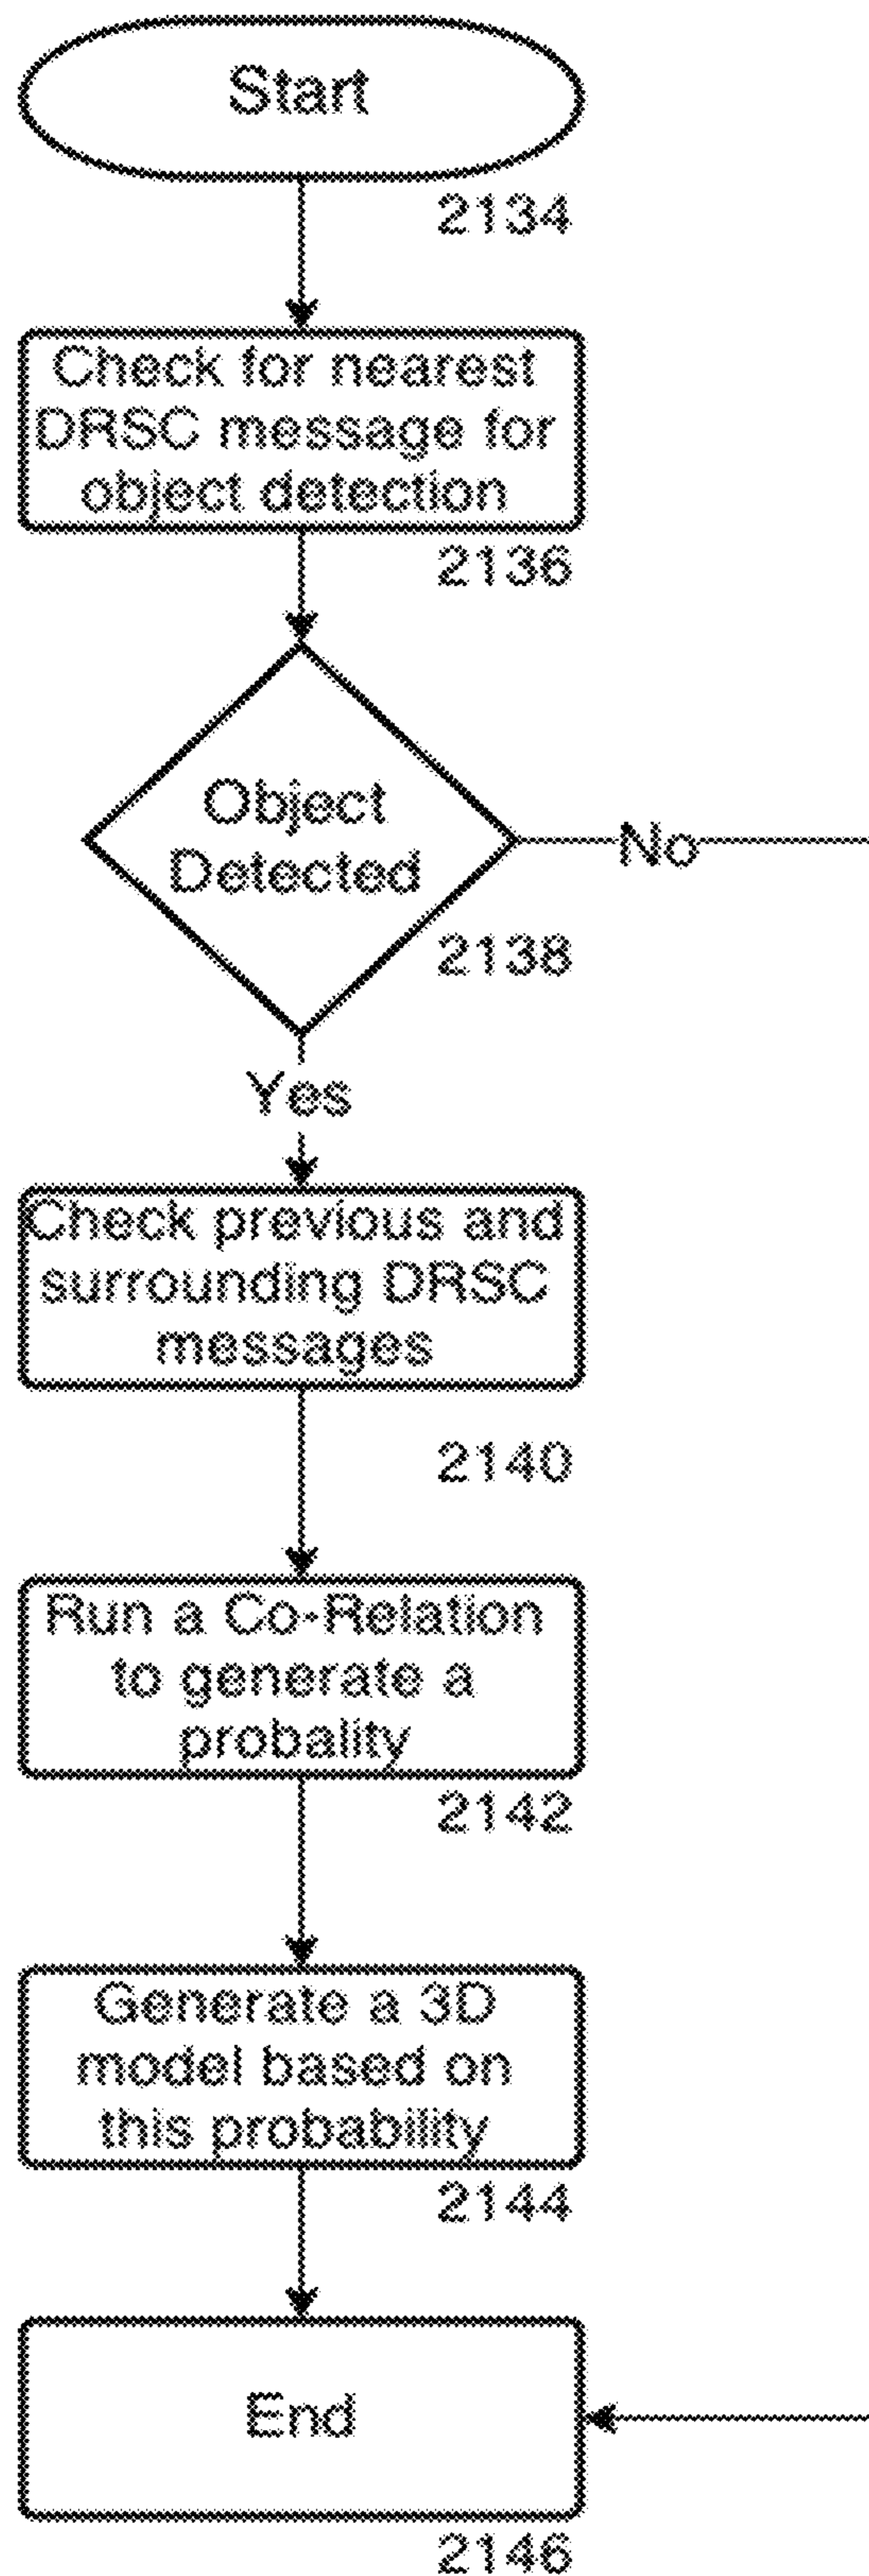 Start
2134
Check for nearest
DRSC message for
object detection
2136
Object
Detected
No
2138
Yes
Check previous and
surrounding DRSC
messages
2140
Run a Co-Relation
to generate a
probality
2142
Generate a 3D
model based on
this probability
2144
End
2146